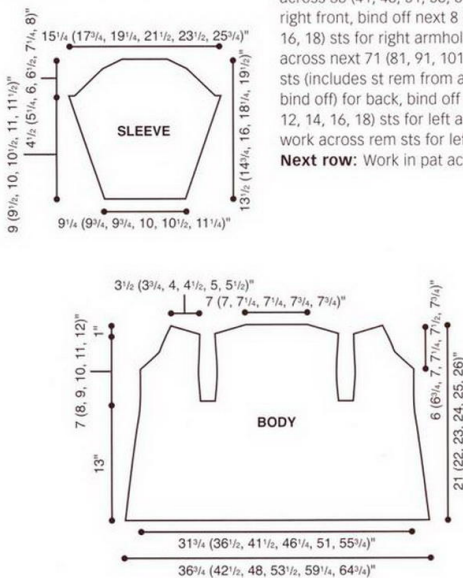 across 36 (41, 46, 51, 56, 6
right front, bind off next 8
16, 18) sts for right armhol
across next 71 (81, 91, 101
sts (includes st rem from a
bind off) for back, bind off
12, 14, 16, 18) sts for left a
work across rem sts for lef
Next row: Work in pat ac
15¼ (17¾, 19¼, 21½, 23½, 25¾)"
9 (9½, 10, 10½, 11, 11½)"
4½ (5¼, 6, 6½, 7¼, 8)"
SLEEVE
13½ (14¾, 16, 18¼, 19½)"
9¼ (9¾, 9¾, 10, 10½, 11¼)"
3½ (3¾, 4, 4½, 5, 5½)"
7 (7, 7¼, 7¼, 7¾, 7¾)"
1"
7 (8, 9, 10, 11, 12)"
13"
BODY
6 (6¾, 7, 7¼, 7½, 7¾)"
21 (22, 23, 24, 25, 26)"
31¾ (36½, 41½, 46¼, 51, 55¾)"
36¾ (42½, 48, 53½, 59¼, 64¾)"